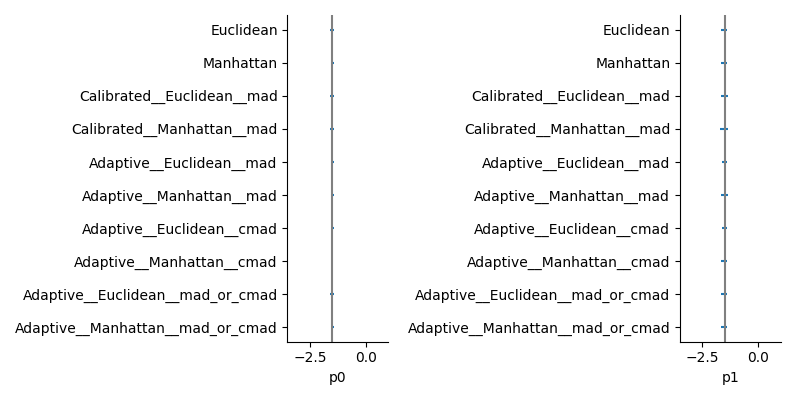 Euclidean
Manhattan
Calibrated__Euclidean__mad
Calibrated__Manhattan__mad
Adaptive__Euclidean__mad
Adaptive__Manhattan__mad
Adaptive__Euclidean__cmad
Adaptive__Manhattan__cmad
Adaptive__Euclidean__mad_or_cmad
Adaptive__Manhattan__mad_or_cmad
−2.5 0.0
p0
Euclidean
Manhattan
Calibrated__Euclidean__mad
Calibrated__Manhattan__mad
Adaptive__Euclidean__mad
Adaptive__Manhattan__mad
Adaptive__Euclidean__cmad
Adaptive__Manhattan__cmad
Adaptive__Euclidean__mad_or_cmad
Adaptive__Manhattan__mad_or_cmad
−2.5 0.0
p1